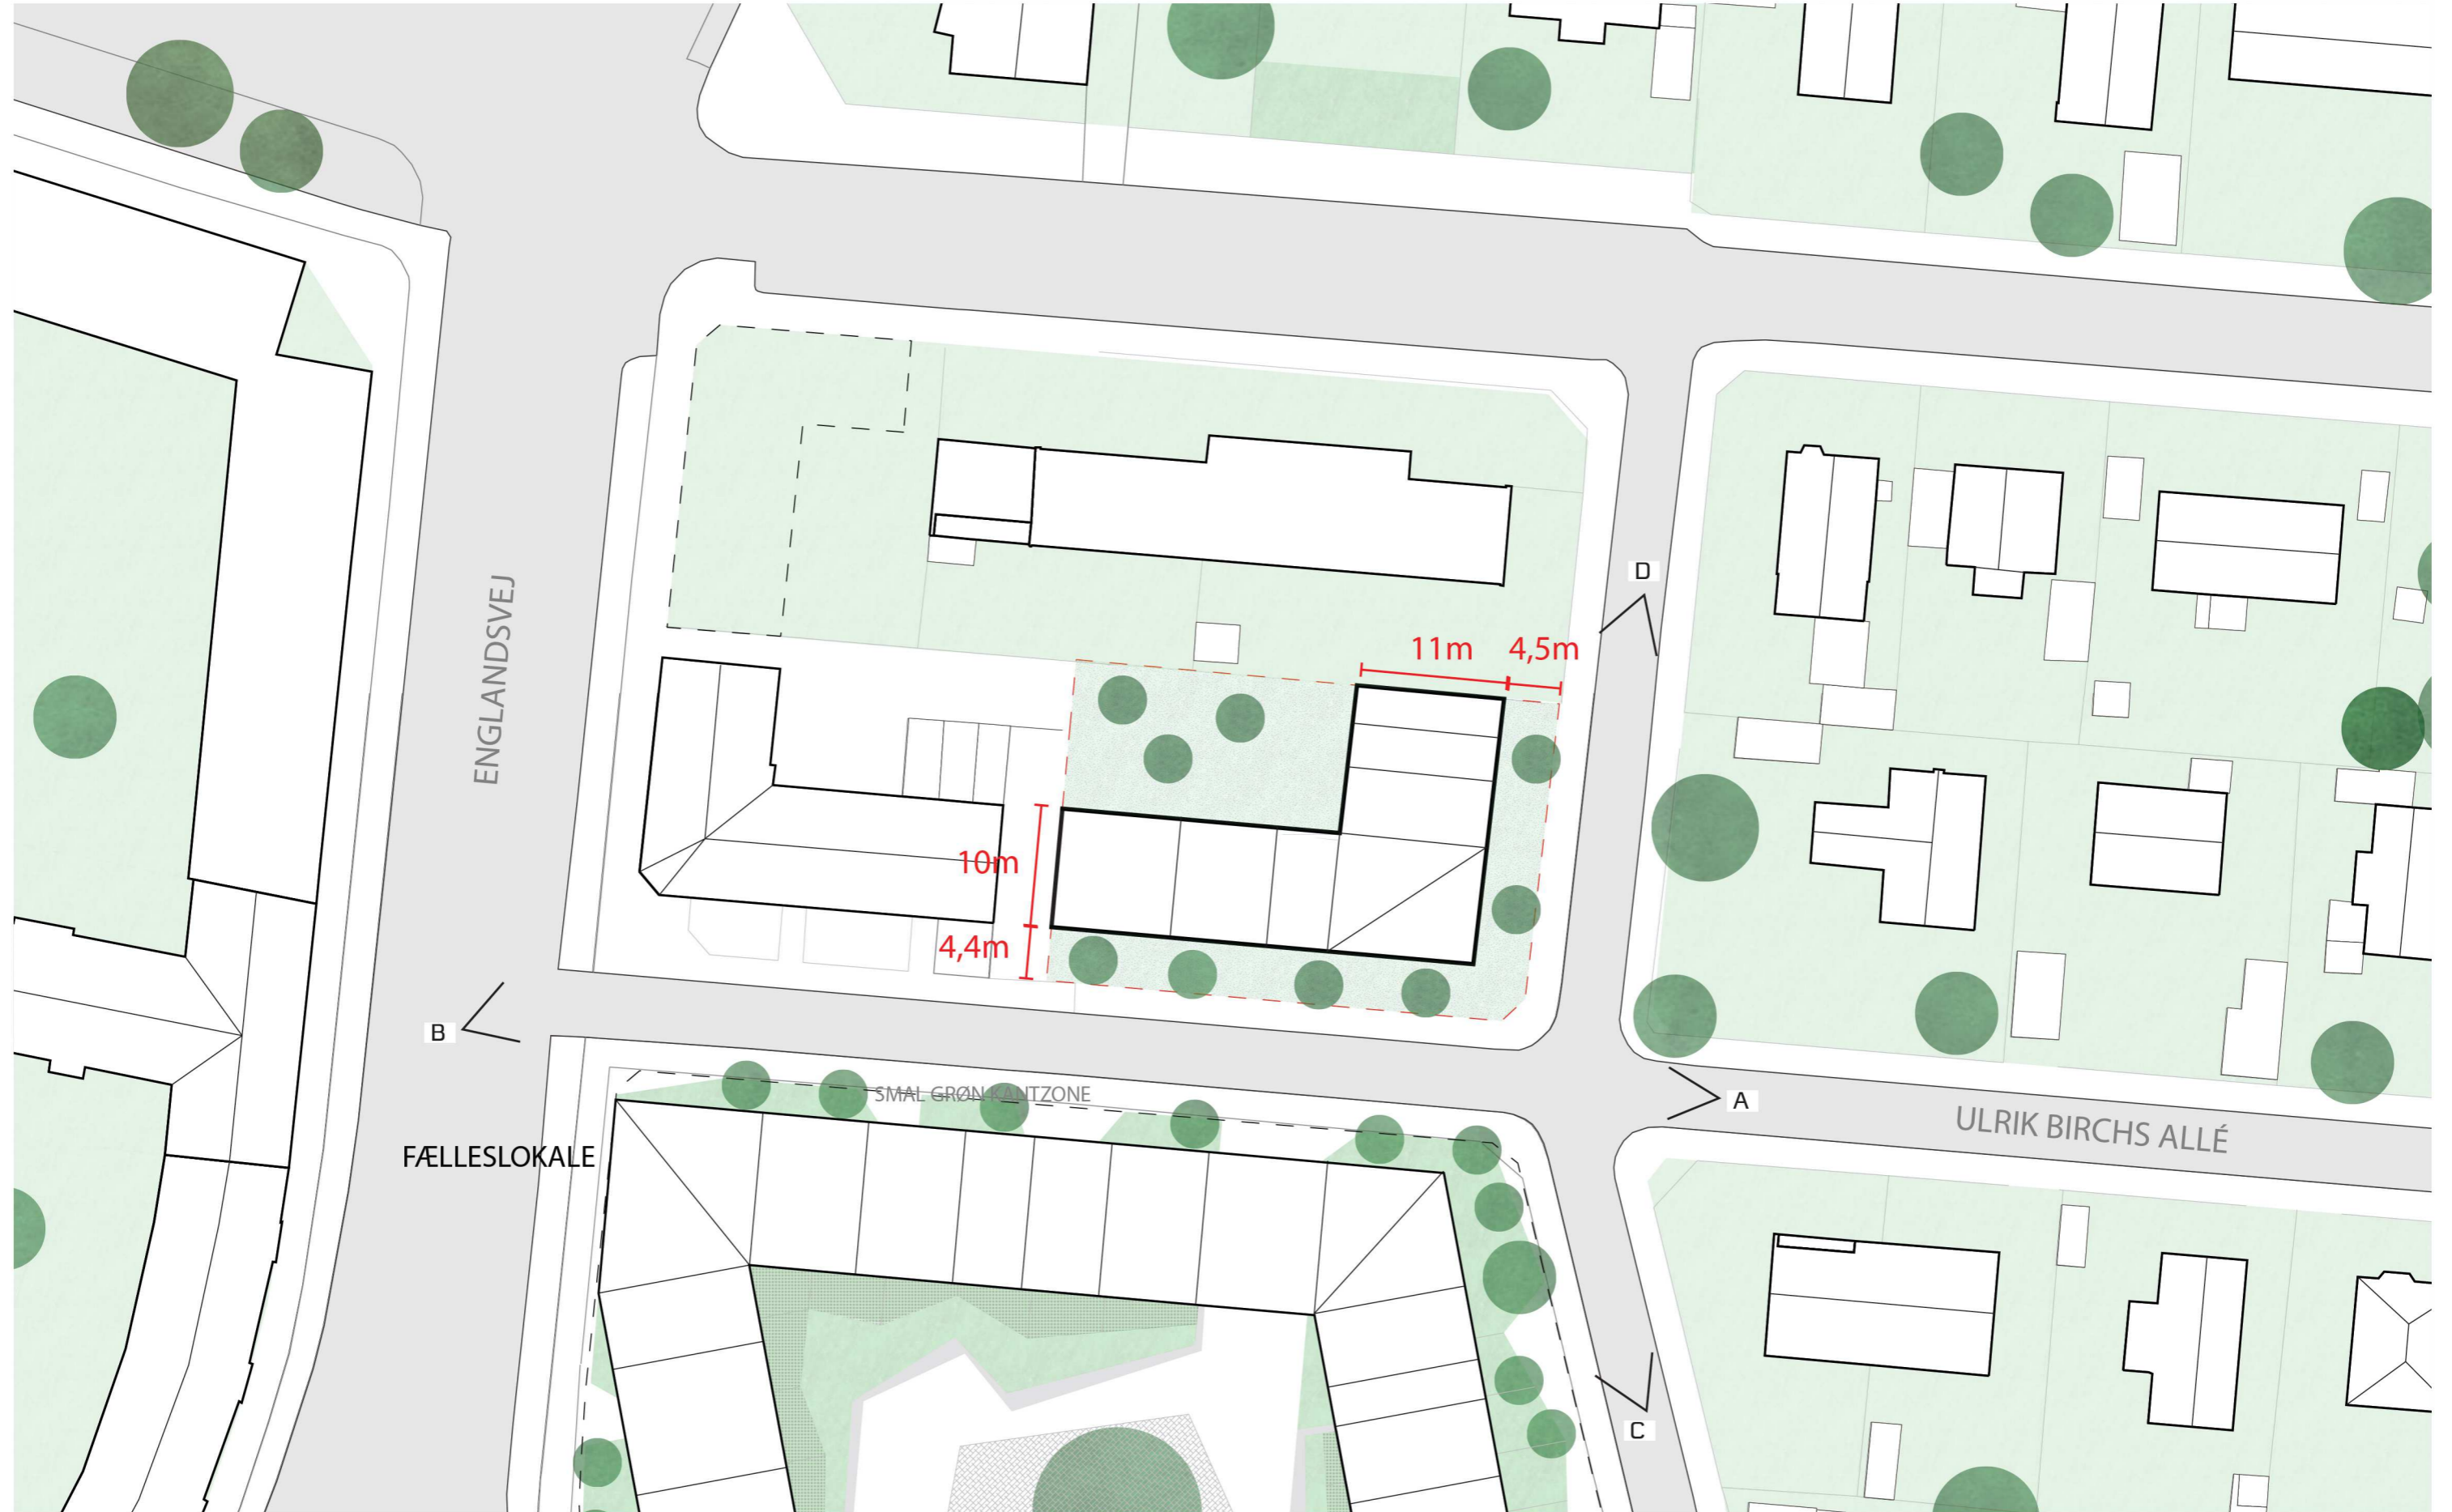 D
11m
4,5m
ENGLANDSVEJ
10m
4,4m
B
SMAL GRØN KANTZONE
A
ULRIK BIRCHS ALLÉ
FÆLLESLOKALE
C